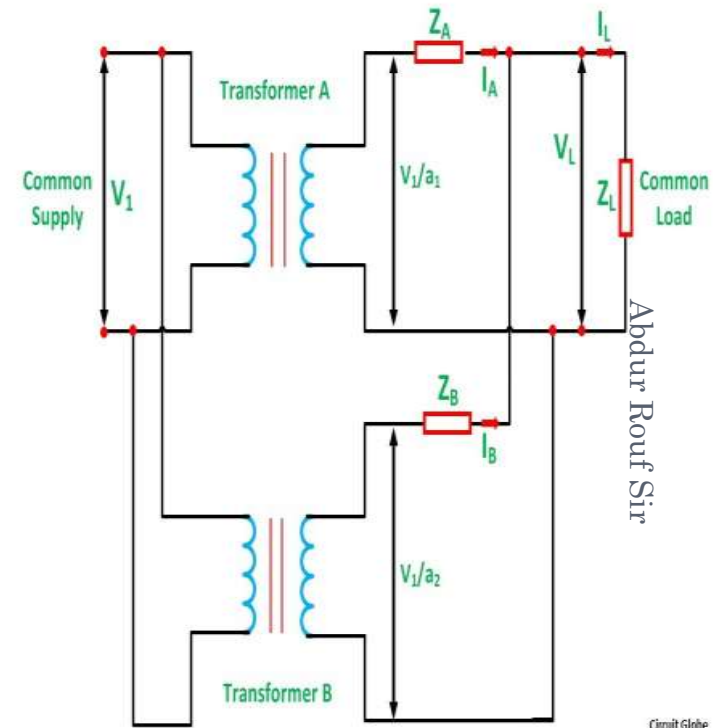 Z_A
I_A
I_L
Transformer A
Common
Supply
V_1
V_1/a_1
V_L
Z_L
Common
Load
Abdur Rouf Sir
Z_B
I_B
V_1/a_2
Transformer B
Circuit Globe